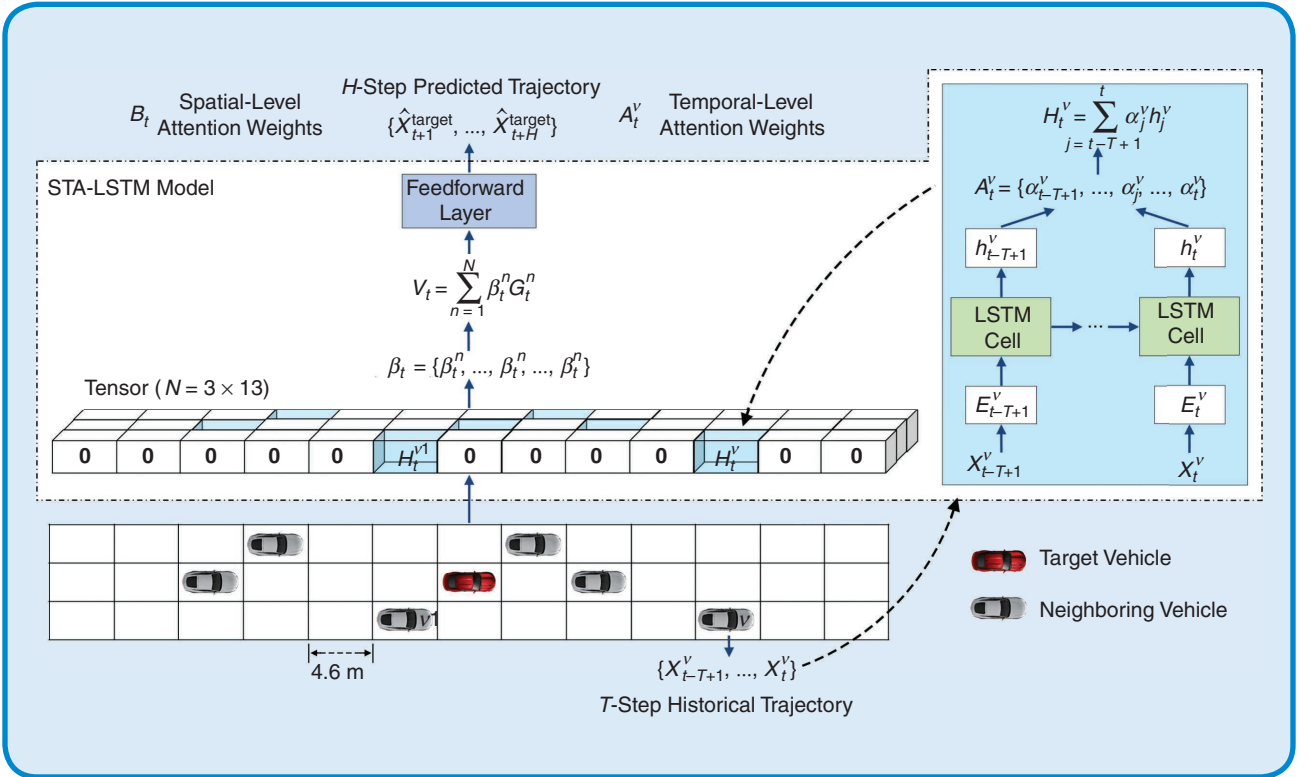 B_t Spatial-Level Attention Weights
H-Step Predicted Trajectory
{X̂^target_{t+1}, ..., X̂^target_{t+H}}
A^v_t Temporal-Level Attention Weights
STA-LSTM Model
Feedforward
Layer
V_t = ∑_{n = 1}^{N} β^n_t G^n_t
β_t = {β^n_t, ..., β^n_t, ..., β^n_t}
Tensor ( N = 3 × 13)
0 0 0 0 0 H^{v1}_t 0 0 0 0 H^v_t 0 0
v1 v
4.6 m
{X^v_{t–T+1}, ..., X^v_t}
T-Step Historical Trajectory
H^v_t = ∑_{j = t–T + 1}^{t} α^v_j h^v_j
A^v_t = {α^v_{t–T+1}, ..., α^v_j, ..., α^v_t}
h^v_{t–T+1} h^v_t
LSTM
Cell
...
LSTM
Cell
E^v_{t–T+1} E^v_t
X^v_{t–T+1} X^v_t
Target Vehicle
Neighboring Vehicle